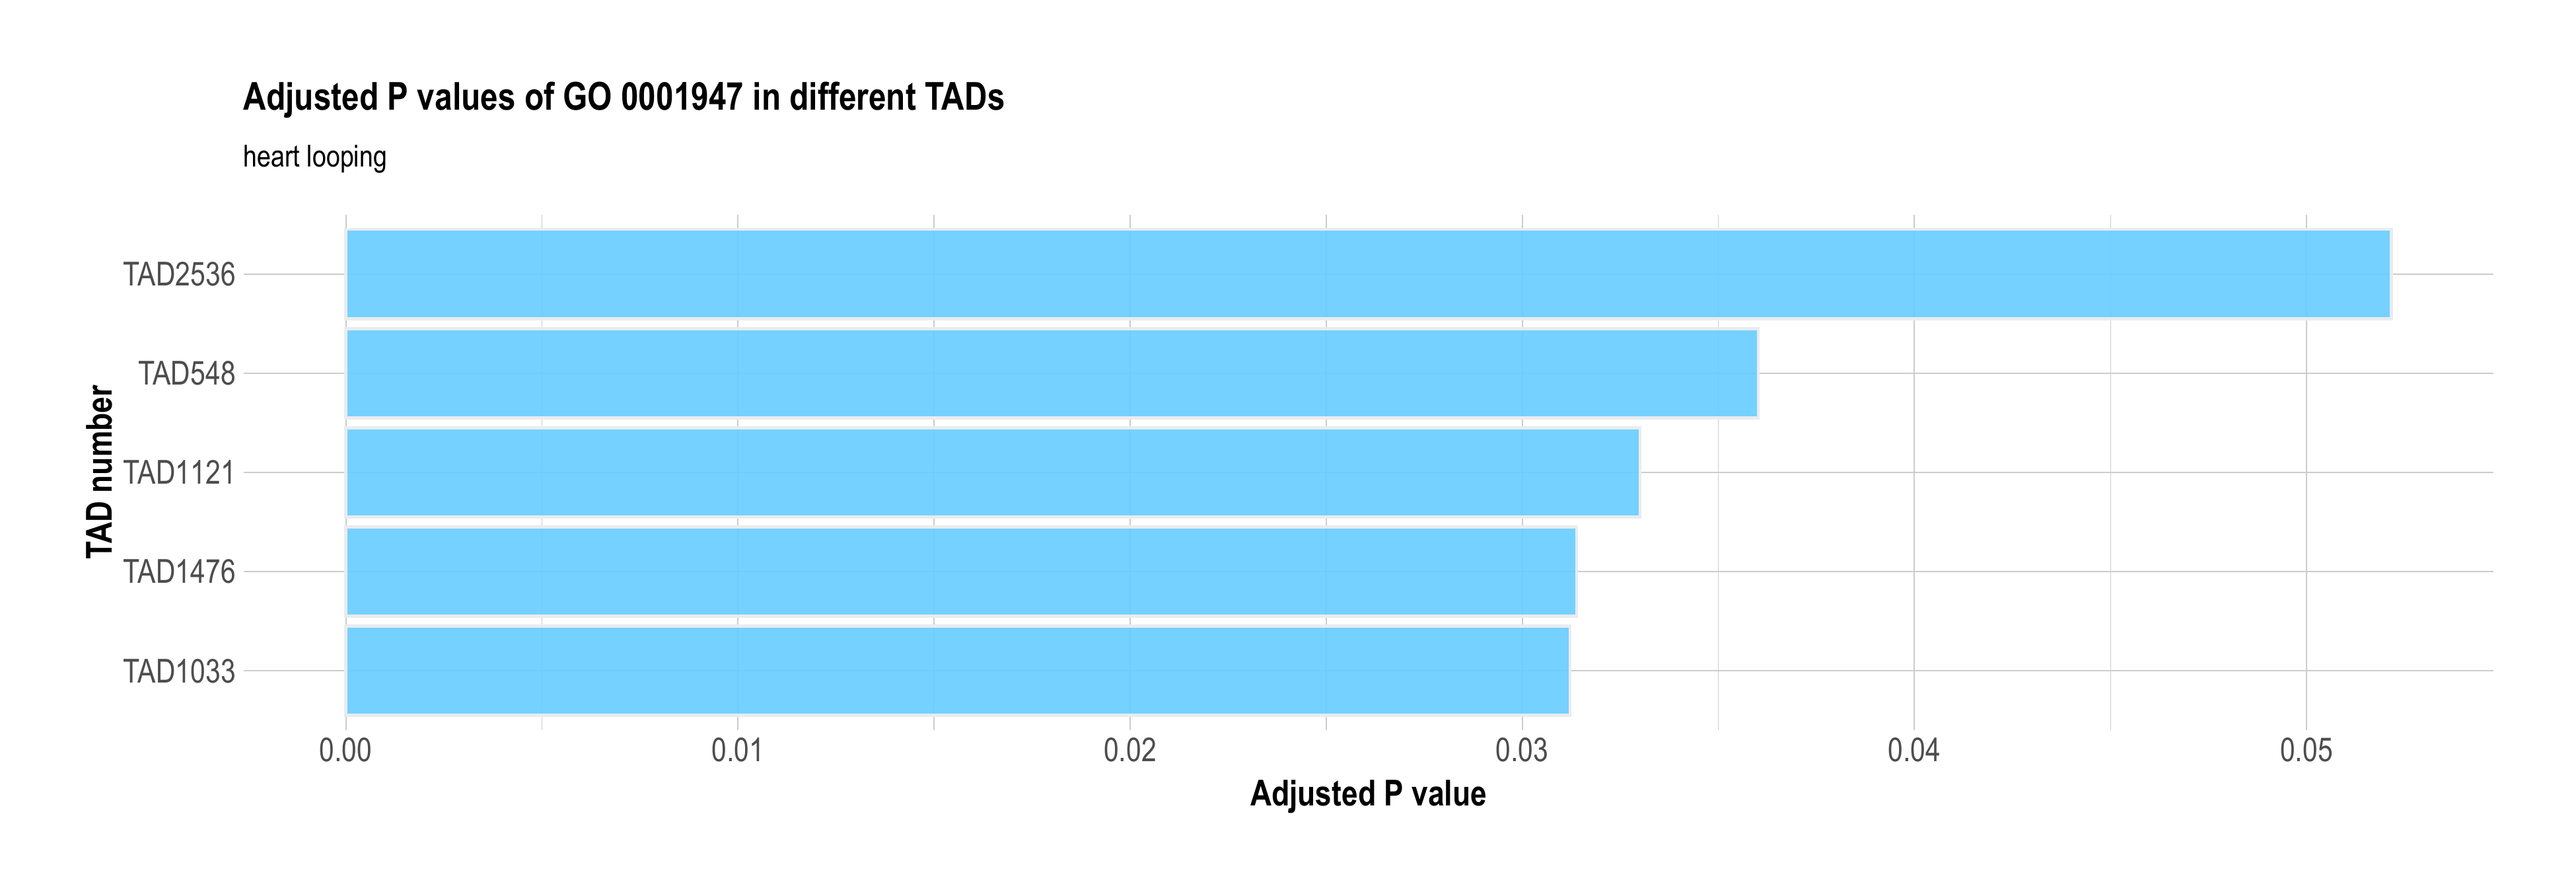 Adjusted P values of GO 0001947 in different TADs
heart looping
TAD number
TAD2536
TAD548
TAD1121
TAD1476
TAD1033
0.00 0.01 0.02 0.03 0.04 0.05
Adjusted P value